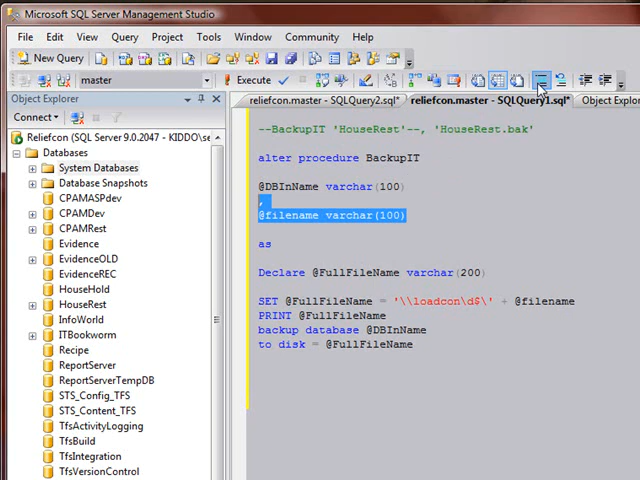 Microsoft SQL Server Management Studio
File Edit View Query Project Tools Window Community Help
New Query
master Execute
Object Explorer
Connect
Reliefcon (SQL Server 9.0.2047 - KIDDO\se
Databases
System Databases
Database Snapshots
CPAMASPdev
CPAMDev
CPAMRest
Evidence
EvidenceOLD
EvidenceREC
HouseHold
HouseRest
InfoWorld
ITBookworm
Recipe
ReportServer
ReportServerTempDB
STS_Config_TFS
STS_Content_TFS
TfsActivityLogging
TfsBuild
TfsIntegration
TfsVersionControl
reliefcon.master - SQLQuery2.sql* reliefcon.master - SQLQuery1.sql* Object Explor
--BackupIT 'HouseRest'--, 'HouseRest.bak'
alter procedure BackupIT
@DBInName varchar(100)
,
@filename varchar(100)
as
Declare @FullFileName varchar(200)
SET @FullFileName = '\\loadcon\d$\' + @filename
PRINT @FullFileName
backup database @DBInName
to disk = @FullFileName